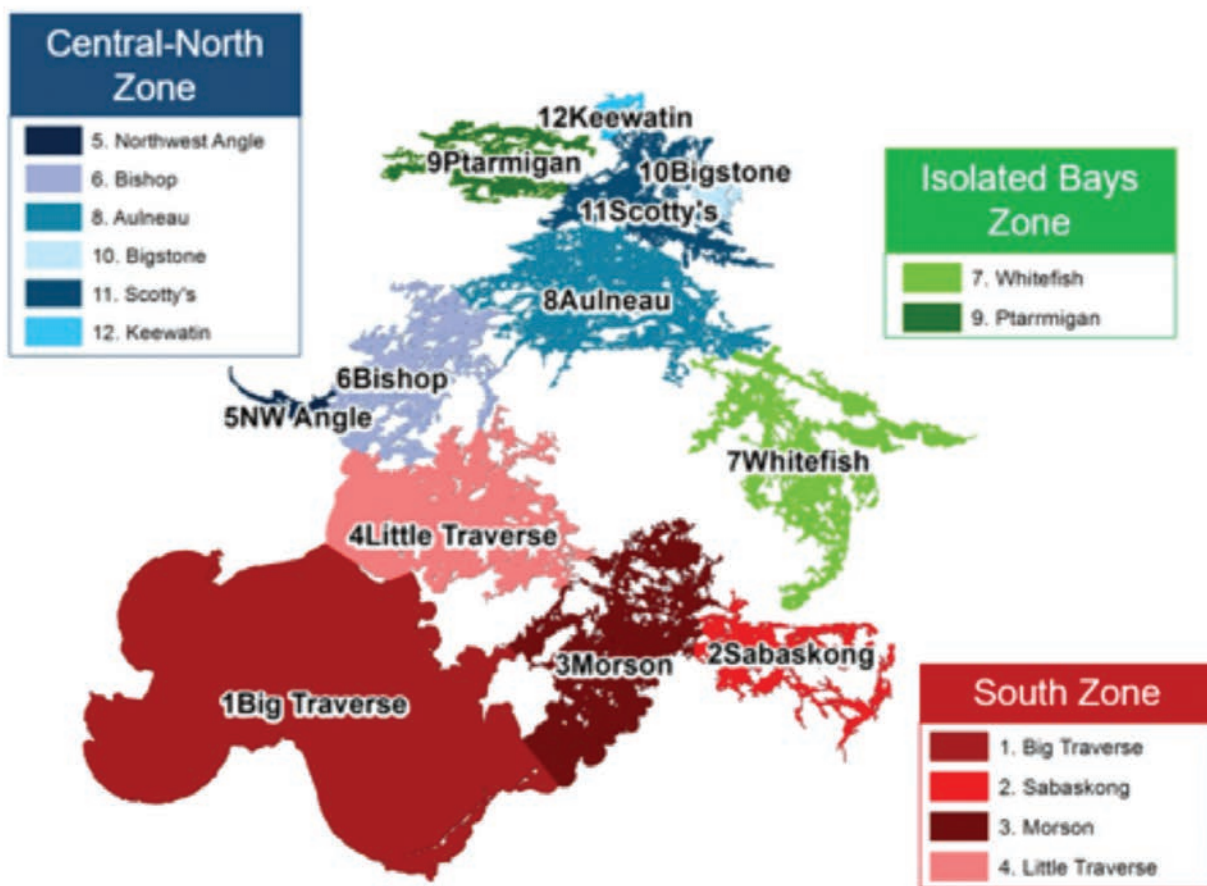 Central-North
Zone
5. Northwest Angle
6. Bishop
8. Aulneau
10. Bigstone
11. Scotty's
12. Keewatin
12Keewatin
9Ptarmigan
10Bigstone
11Scotty's
8Aulneau
6Bishop
5NW Angle
7Whitefish
4Little Traverse
3Morson
2Sabaskong
1Big Traverse
Isolated Bays
Zone
7. Whitefish
9. Ptarrmigan
South Zone
1. Big Traverse
2. Sabaskong
3. Morson
4. Little Traverse